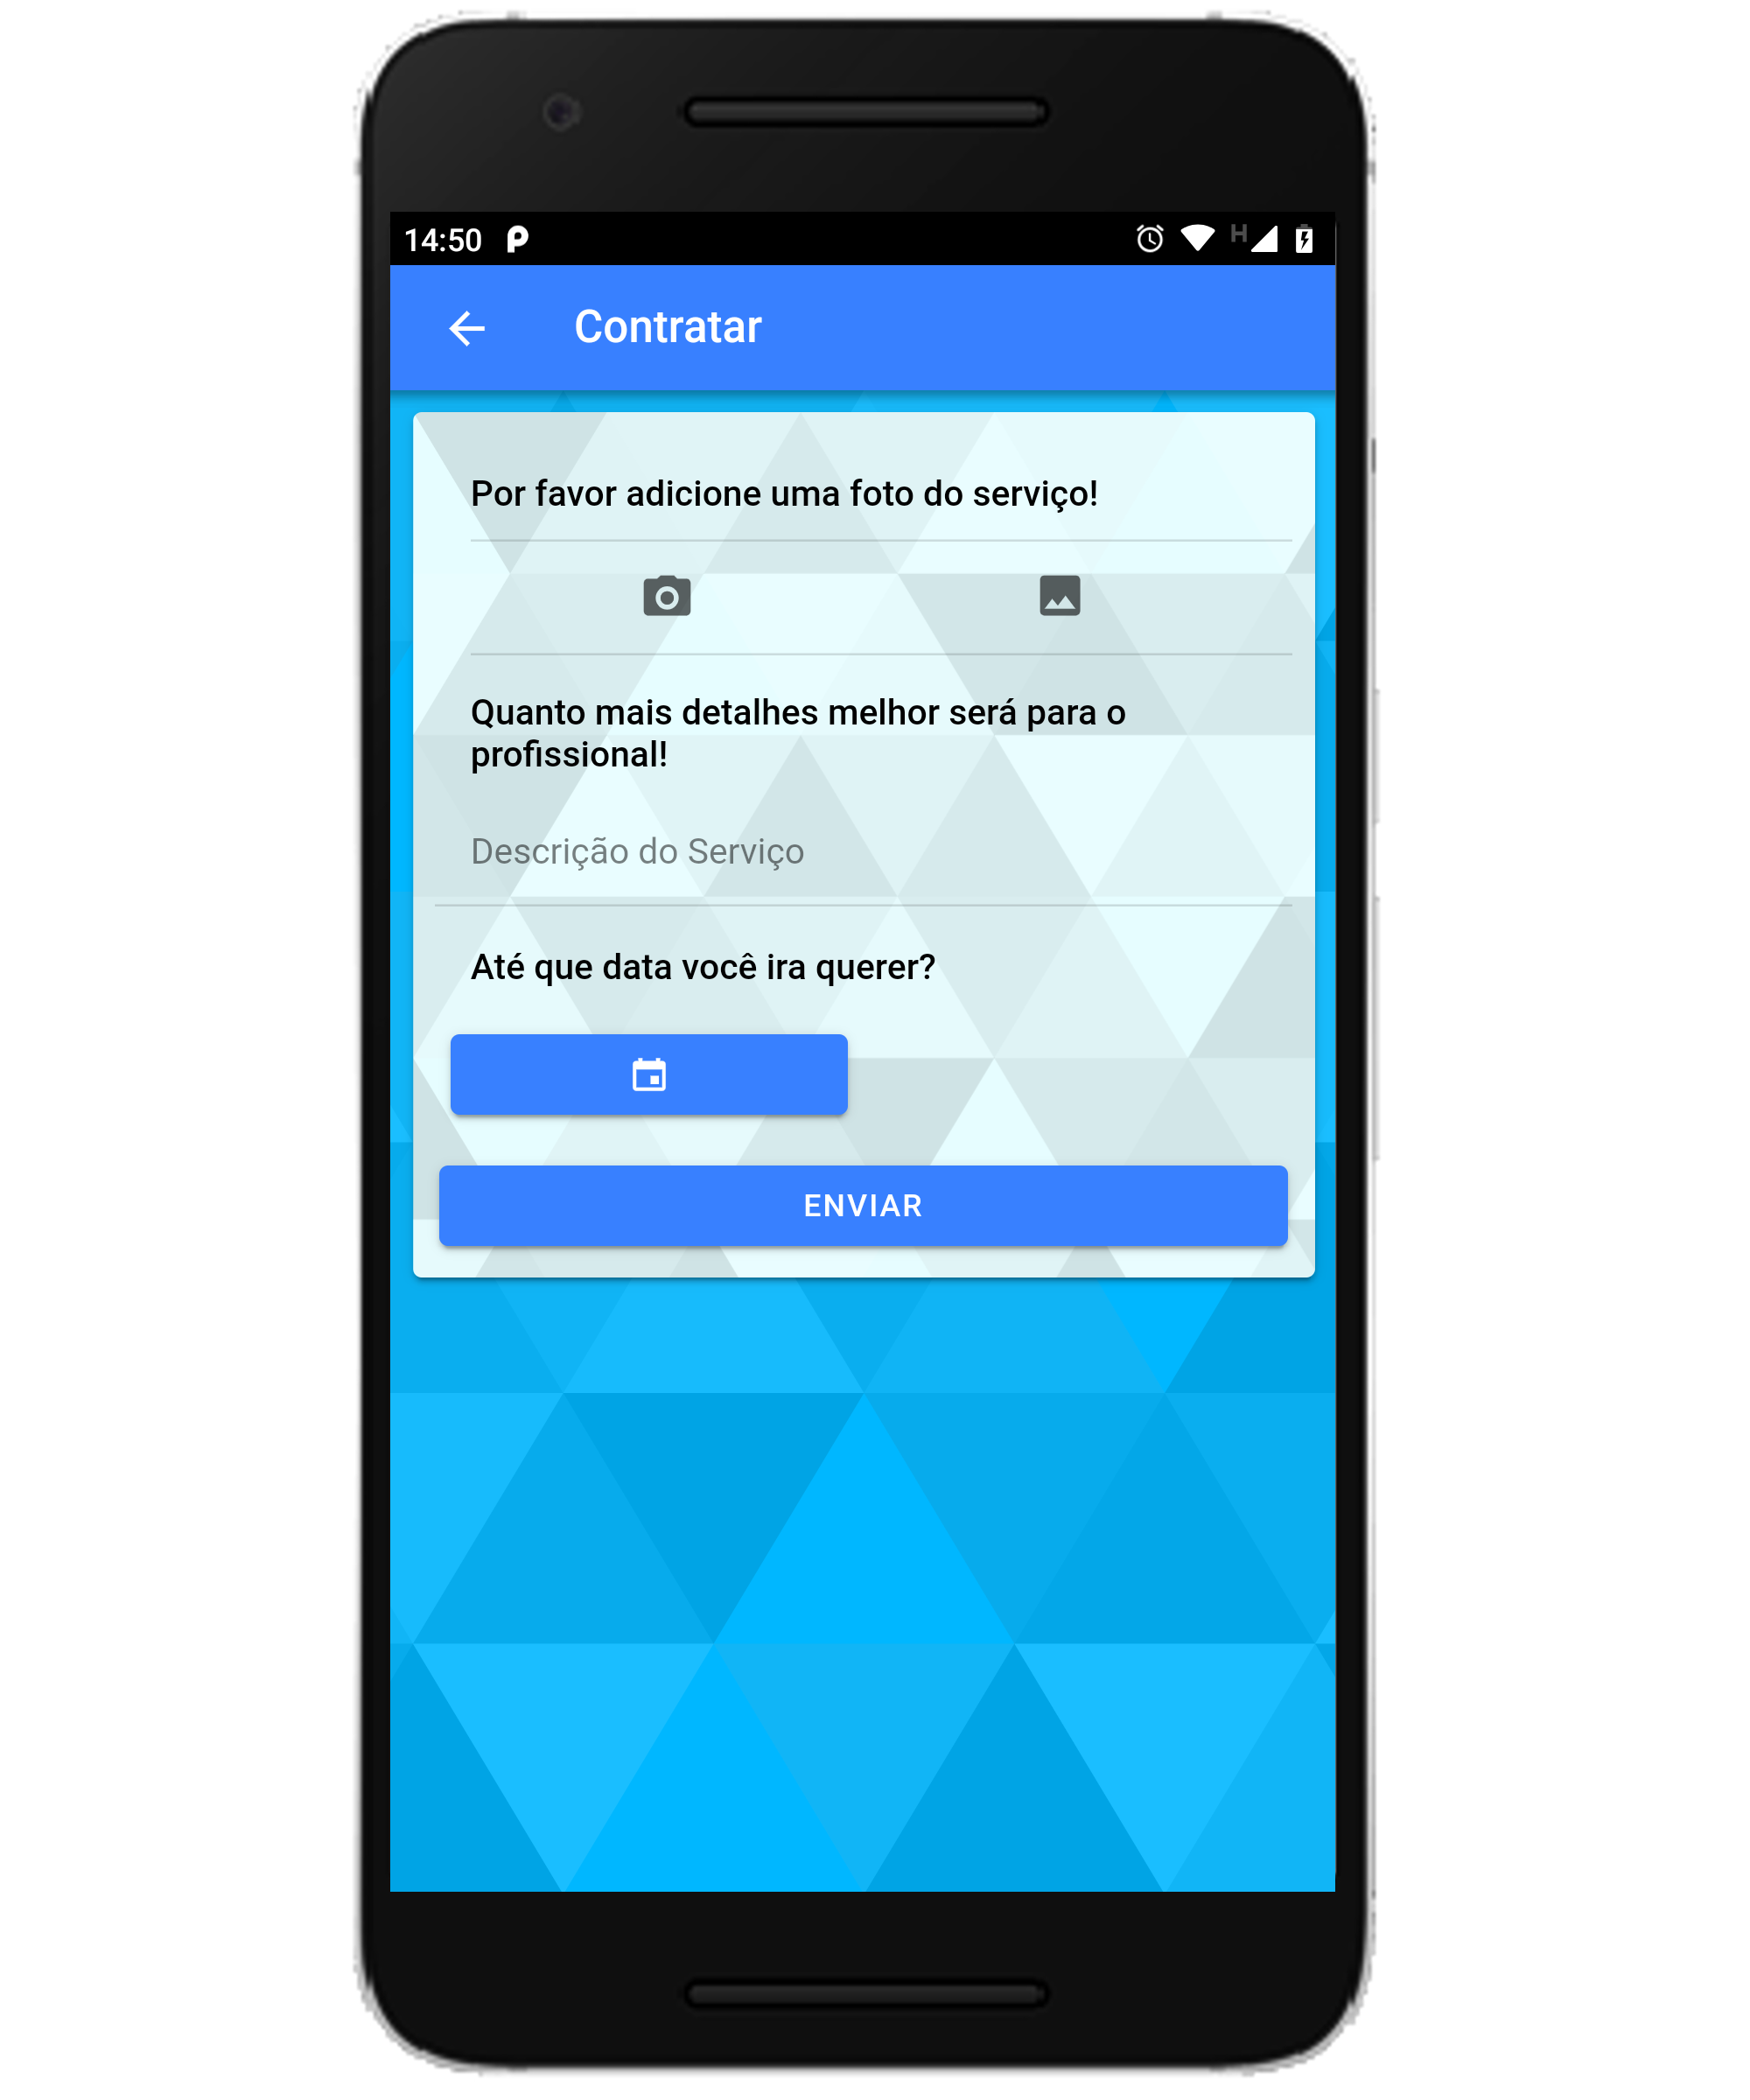 14:50
H
Contratar
Por favor adicione uma foto do serviço!
Quanto mais detalhes melhor será para o
profissional!
Descrição do Serviço
Até que data você ira querer?
ENVIAR